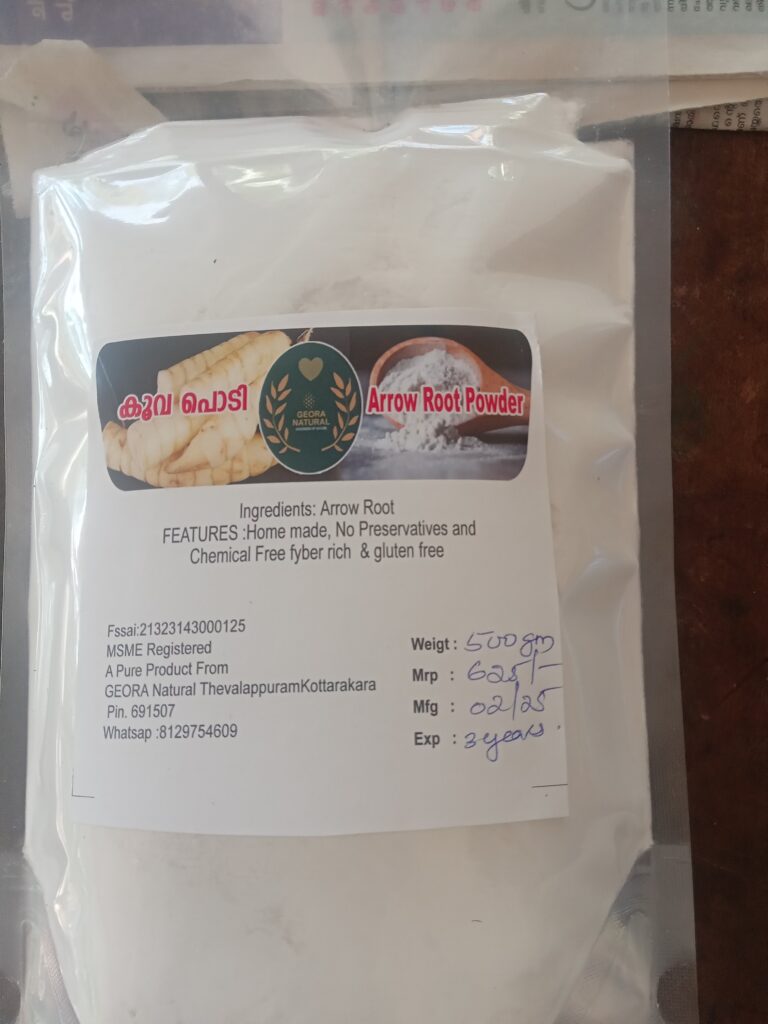 കൂവ പൊടി
GEORA
NATURAL
Arrow Root Powder
Ingredients: Arrow Root
FEATURES :Home made, No Preservatives and
Chemical Free fyber rich & gluten free
Fssai:21323143000125
MSME Registered
A Pure Product From
GEORA Natural ThevalappuramKottarakara
Pin. 691507
Whatsap :8129754609
Weigt : 500gm
Mrp : 625/-
Mfg : 02/25
Exp : 3years.